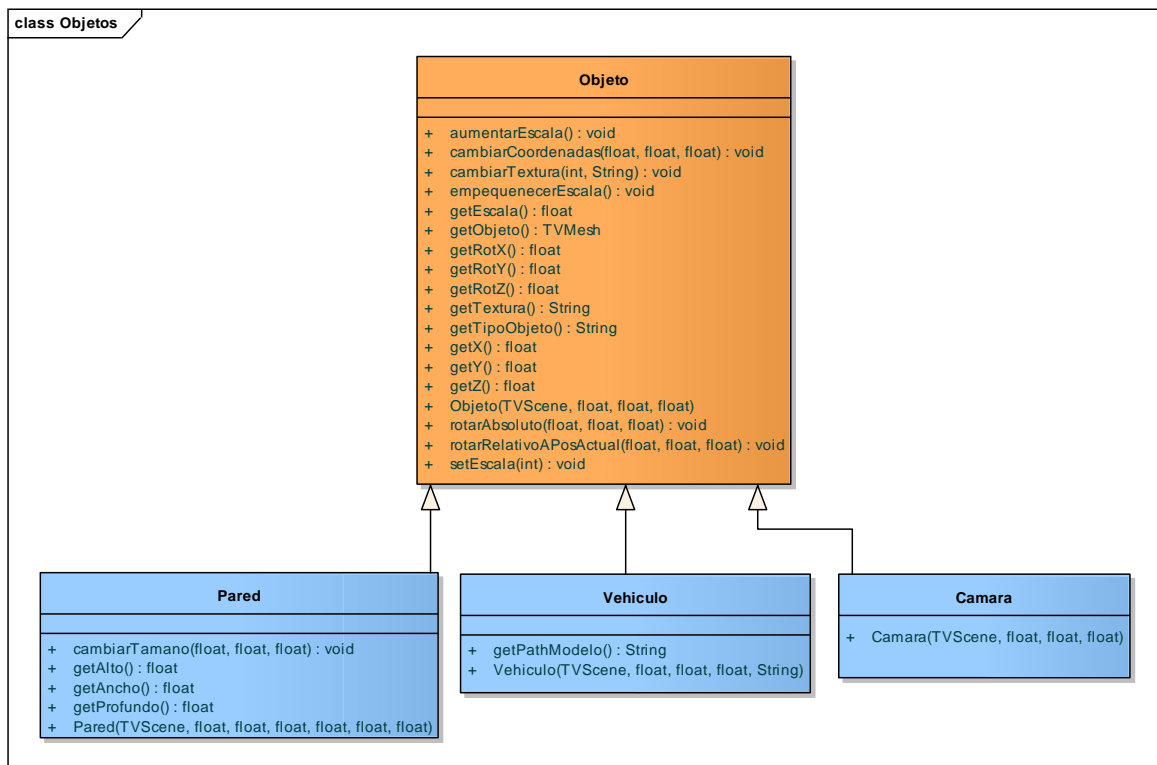 class Objetos
Objeto
+ aumentarEscala() : void
+ cambiarCoordenadas(float, float, float) : void
+ cambiarTextura(int, String) : void
+ empequenecerEscala() : void
+ getEscala() : float
+ getObjeto() : TVMesh
+ getRotX() : float
+ getRotY() : float
+ getRotZ() : float
+ getTextura() : String
+ getTipoObjeto() : String
+ getX() : float
+ getY() : float
+ getZ() : float
+ Objeto(TVScene, float, float, float)
+ rotarAbsoluto(float, float, float) : void
+ rotarRelativoAPosActual(float, float, float) : void
+ setEscala(int) : void
Pared
+ cambiarTamano(float, float, float) : void
+ getAlto() : float
+ getAncho() : float
+ getProfundo() : float
+ Pared(TVScene, float, float, float, float, float, float)
Vehiculo
+ getPathModelo() : String
+ Vehiculo(TVScene, float, float, float, String)
Camara
+ Camara(TVScene, float, float, float)